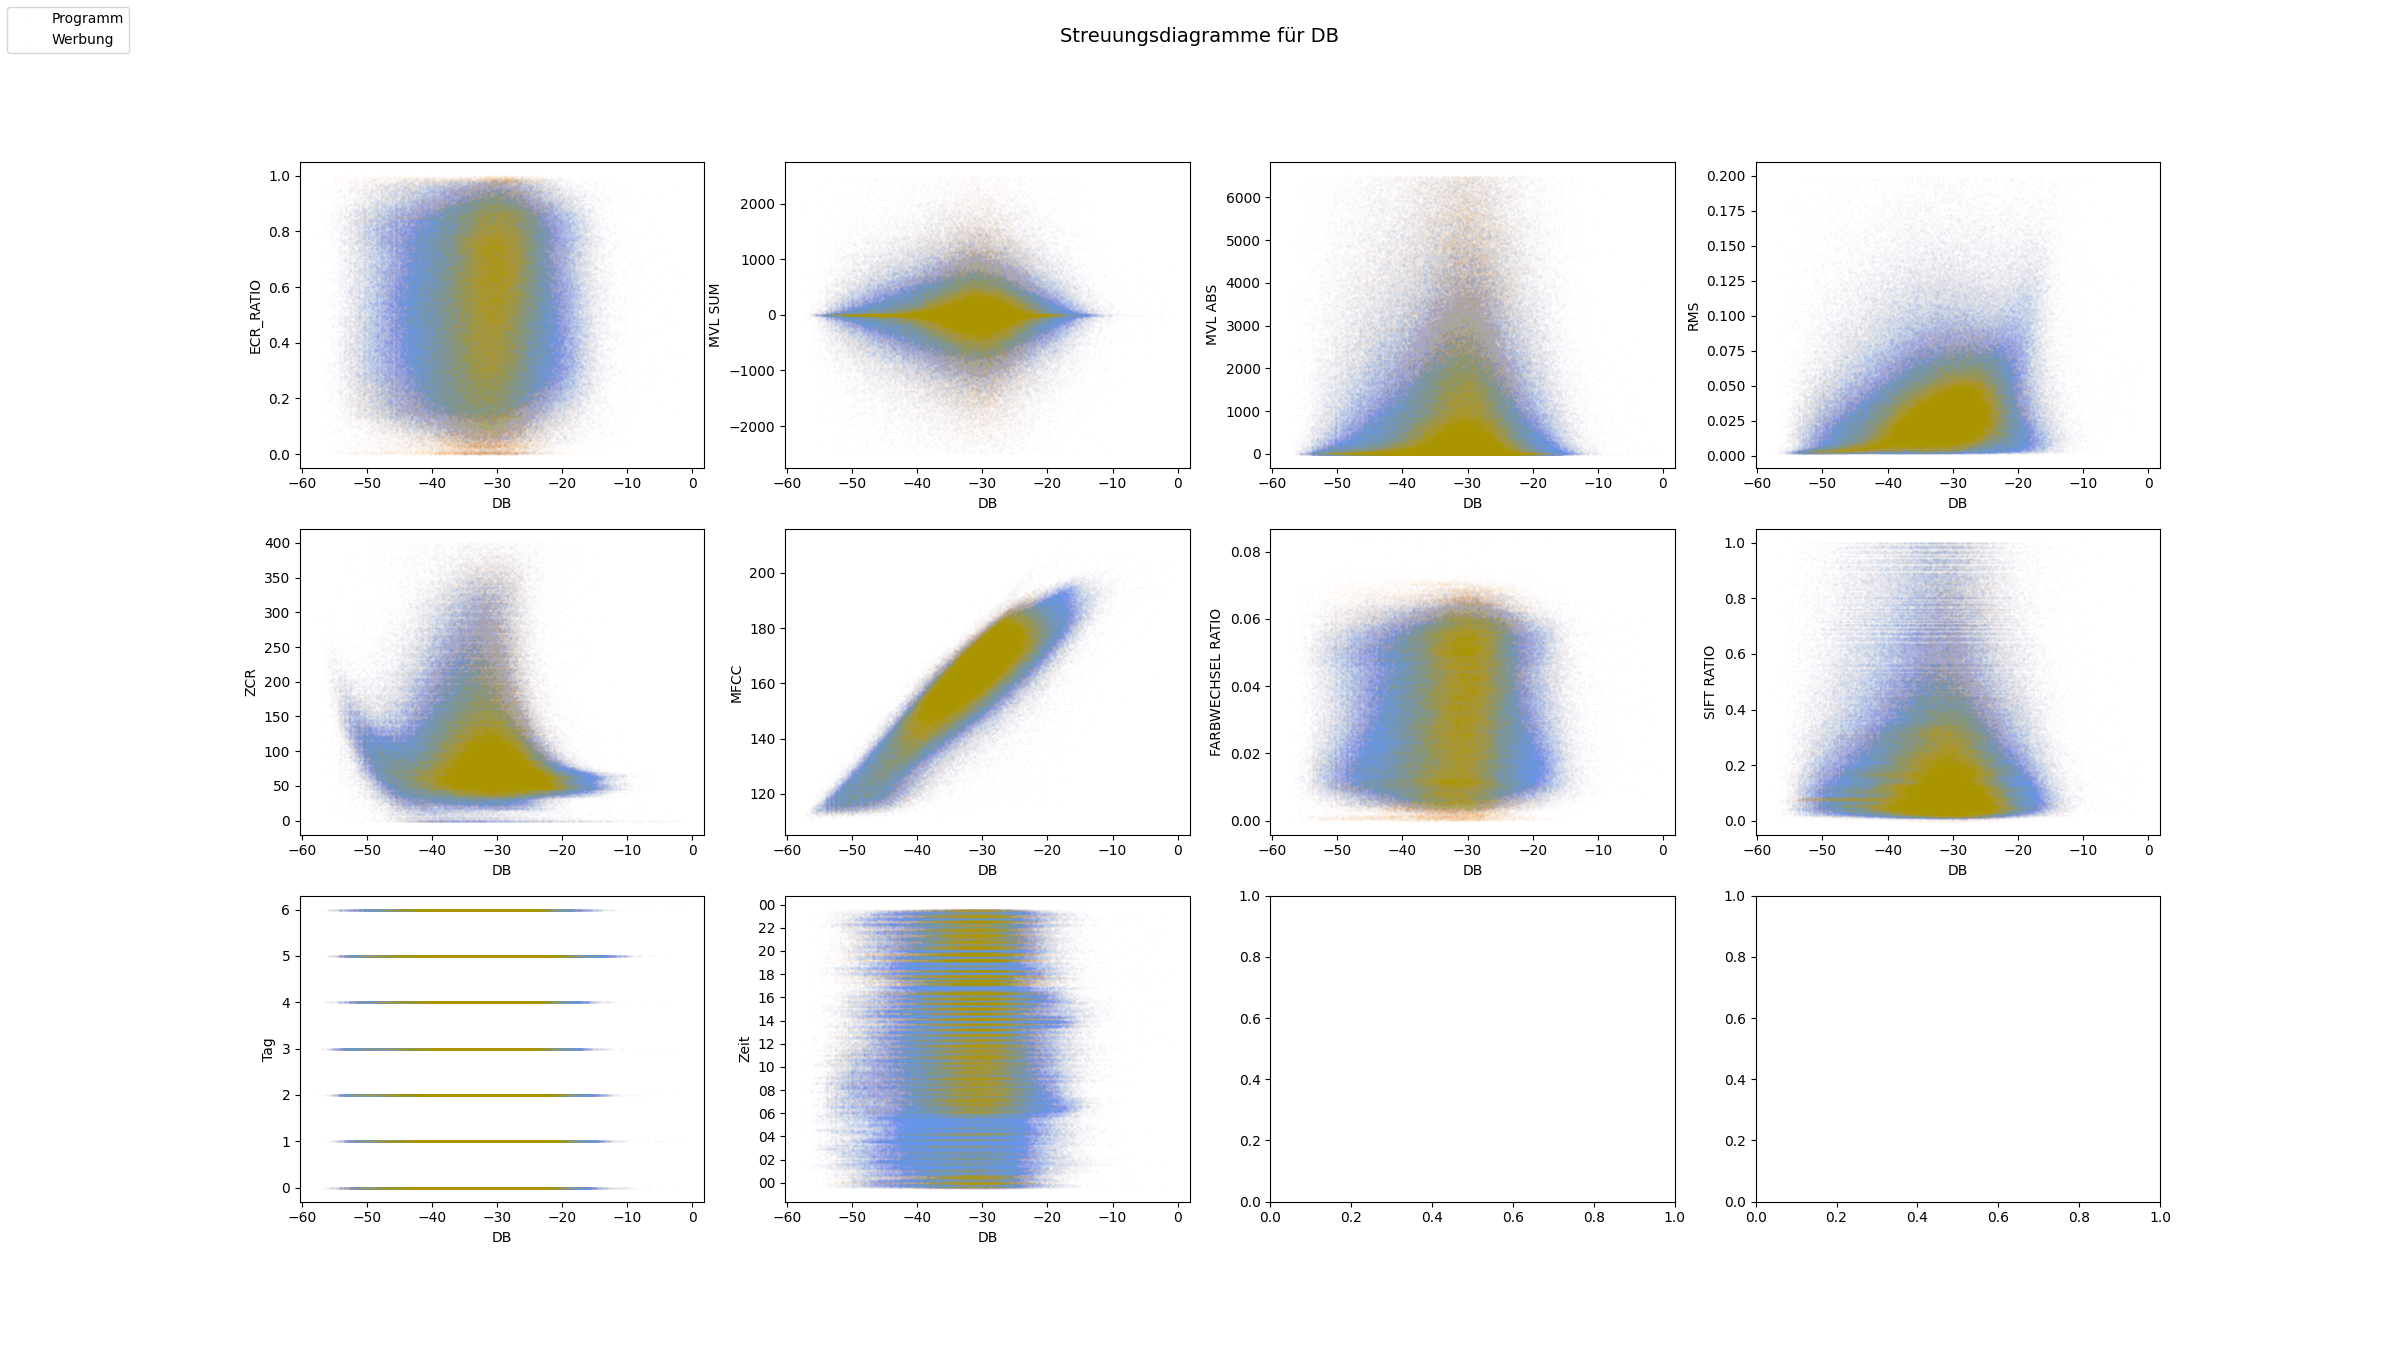 Programm
Werbung
Streuungsdiagramme für DB
ECR_RATIO
1.0
0.8
0.6
0.4
0.2
0.0
−60 −50 −40 −30 −20 −10 0
DB
MVL SUM
2000
1000
0
−1000
−2000
−60 −50 −40 −30 −20 −10 0
DB
MVL ABS
6000
5000
4000
3000
2000
1000
0
−60 −50 −40 −30 −20 −10 0
DB
RMS
0.200
0.175
0.150
0.125
0.100
0.075
0.050
0.025
0.000
−60 −50 −40 −30 −20 −10 0
DB
ZCR
400
350
300
250
200
150
100
50
0
−60 −50 −40 −30 −20 −10 0
DB
MFCC
200
180
160
140
120
−60 −50 −40 −30 −20 −10 0
DB
FARBWECHSEL RATIO
0.08
0.06
0.04
0.02
0.00
−60 −50 −40 −30 −20 −10 0
DB
SIFT RATIO
1.0
0.8
0.6
0.4
0.2
0.0
−60 −50 −40 −30 −20 −10 0
DB
Tag
6
5
4
3
2
1
0
−60 −50 −40 −30 −20 −10 0
DB
Zeit
00
22
20
18
16
14
12
10
08
06
04
02
00
−60 −50 −40 −30 −20 −10 0
DB
1.0
0.8
0.6
0.4
0.2
0.0
0.0 0.2 0.4 0.6 0.8 1.0
1.0
0.8
0.6
0.4
0.2
0.0
0.0 0.2 0.4 0.6 0.8 1.0